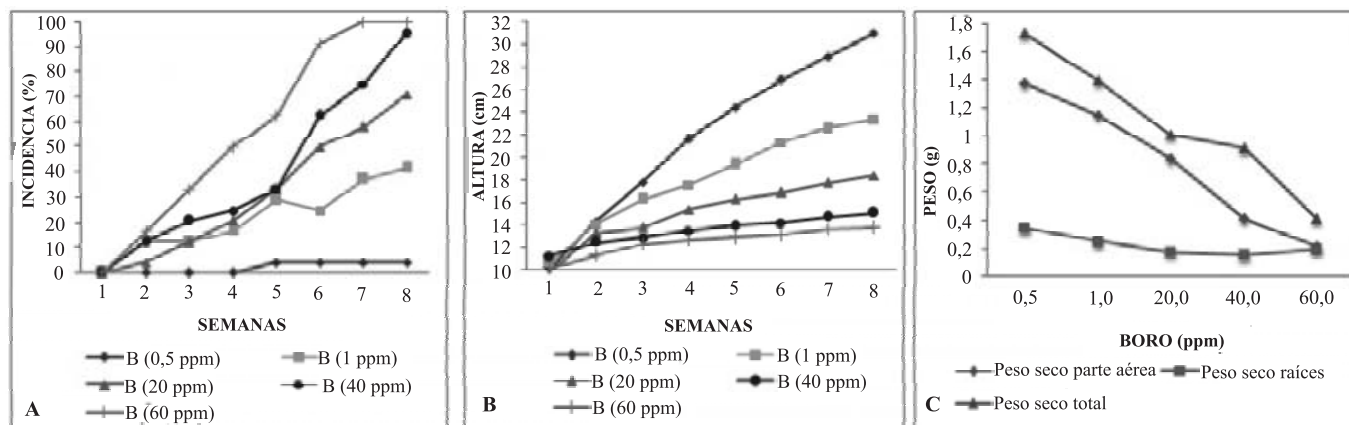 100
90
80
70
60
50
40
30
20
10
0
INCIDENCIA (%)
1 2 3 4 5 6 7 8
SEMANAS
B (0,5 ppm) B (1 ppm)
B (20 ppm) B (40 ppm)
B (60 ppm)
A
32
30
28
26
24
22
20
18
16
14
12
10
ALTURA (cm)
1 2 3 4 5 6 7 8
SEMANAS
B (0,5 ppm) B (1 ppm)
B (20 ppm) B (40 ppm)
B (60 ppm)
B
1,8
1,6
1,4
1,2
1
0,8
0,6
0,4
0,2
0
PESO (g)
0,5 1,0 20,0 40,0 60,0
BORO (ppm)
Peso seco parte aérea Peso seco raíces
Peso seco total
C